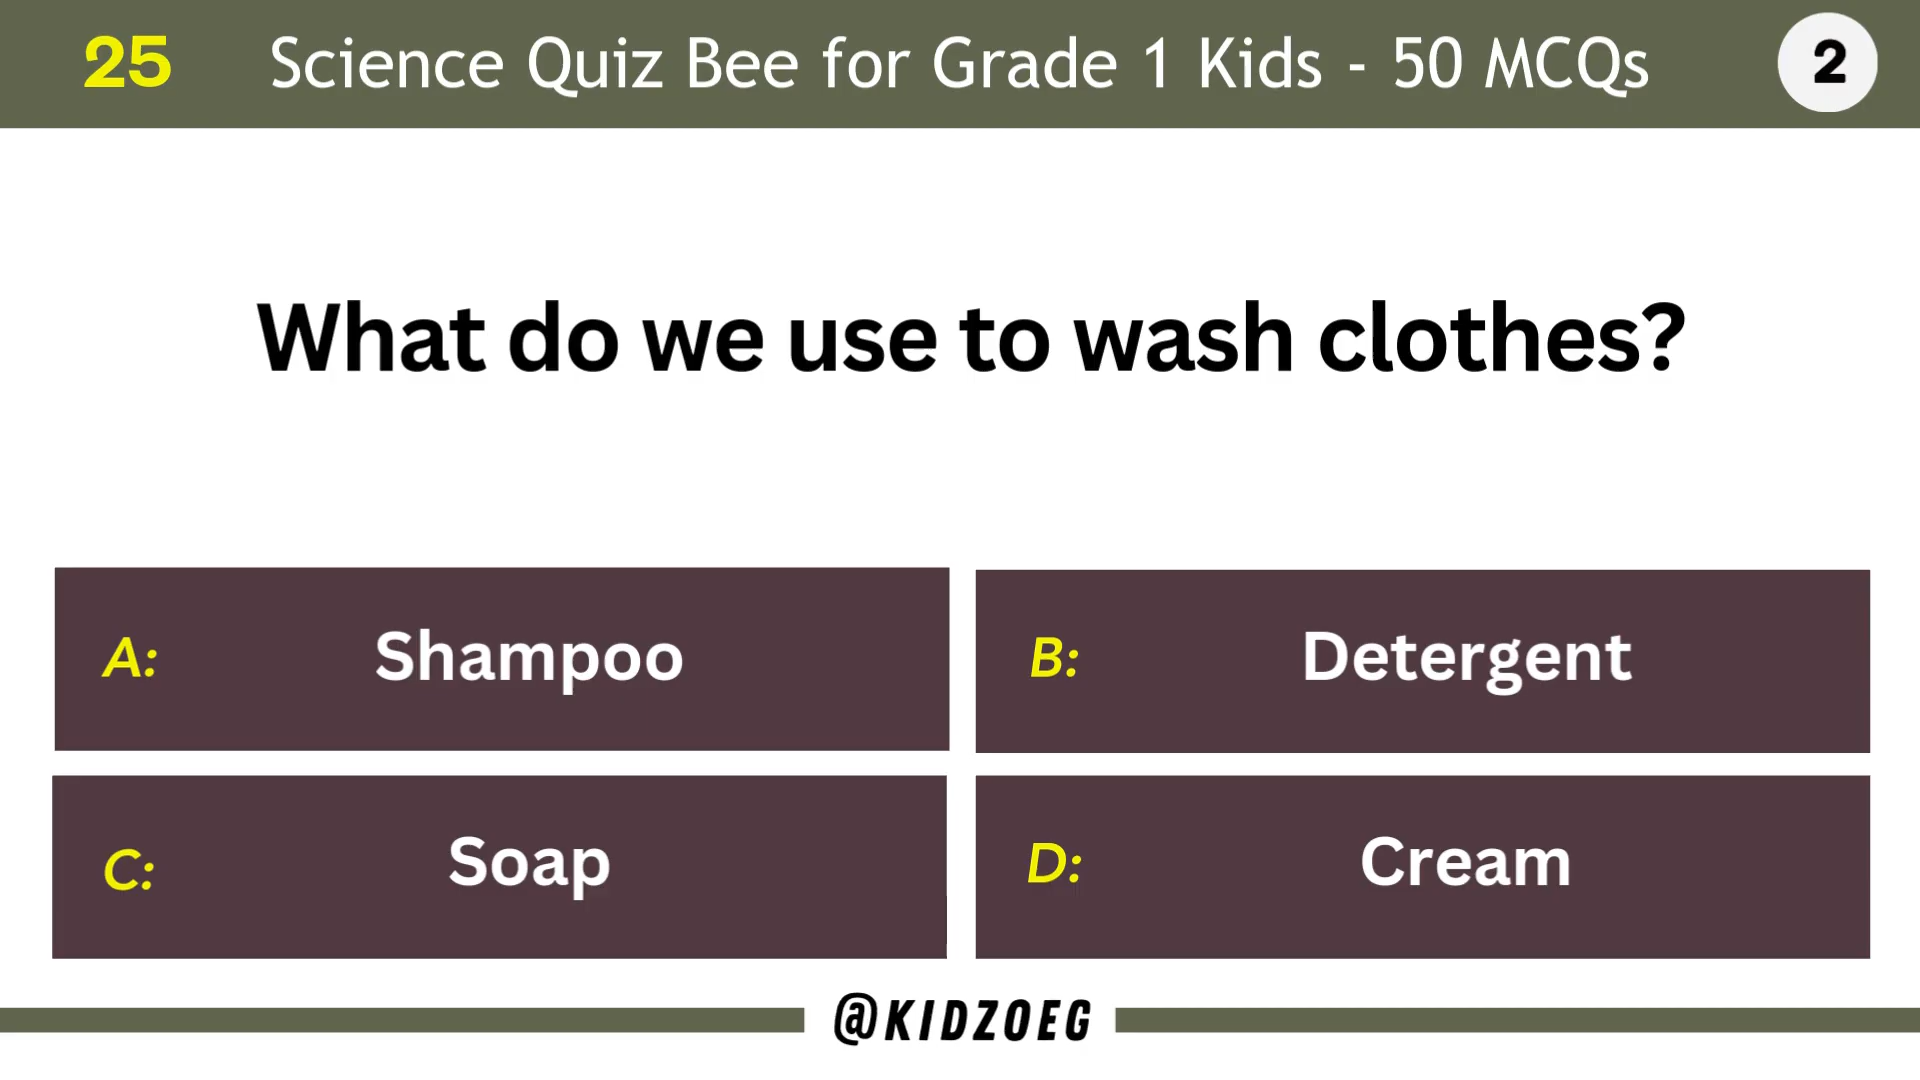 25
Science Quiz Bee for Grade 1 Kids - 50 MCQs
2
What do we use to wash clothes?
A: Shampoo
B: Detergent
C: Soap
D: Cream
@KIDZOEG